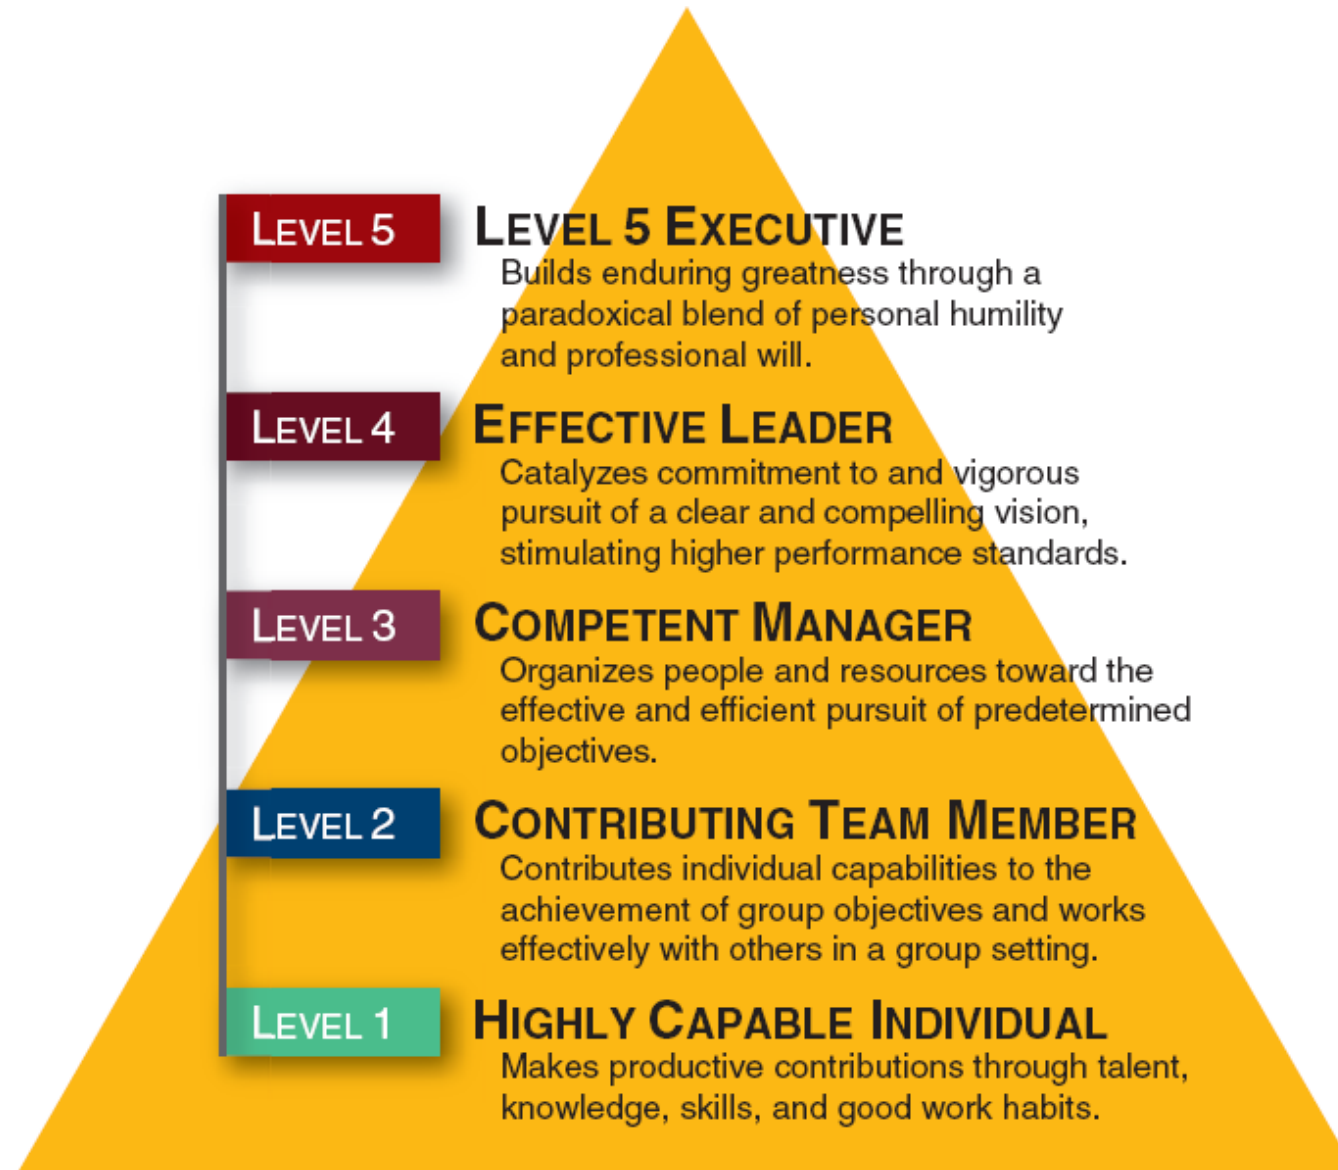 LEVEL 5
LEVEL 5 EXECUTIVE
Builds enduring greatness through a
paradoxical blend of personal humility
and professional will.
LEVEL 4
EFFECTIVE LEADER
Catalyzes commitment to and vigorous
pursuit of a clear and compelling vision,
stimulating higher performance standards.
LEVEL 3
COMPETENT MANAGER
Organizes people and resources toward the
effective and efficient pursuit of predetermined
objectives.
LEVEL 2
CONTRIBUTING TEAM MEMBER
Contributes individual capabilities to the
achievement of group objectives and works
effectively with others in a group setting.
LEVEL 1
HIGHLY CAPABLE INDIVIDUAL
Makes productive contributions through talent,
knowledge, skills, and good work habits.